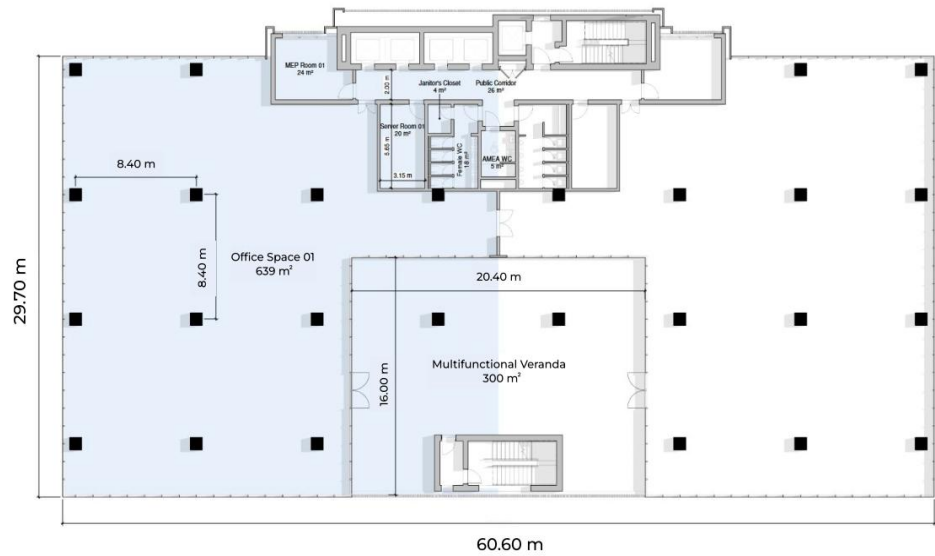 MEP Room 01
24 m²
2.00 m
Janitor's Closet
4 m²
Public Corridor
26 m²
Server Room 01
20 m²
5.65 m
3.15 m
Female WC
18 m²
AMEA WC
5 m²
8.40 m
8.40 m
Office Space 01
639 m²
29.70 m
20.40 m
16.00 m
Multifunctional Veranda
300 m²
60.60 m